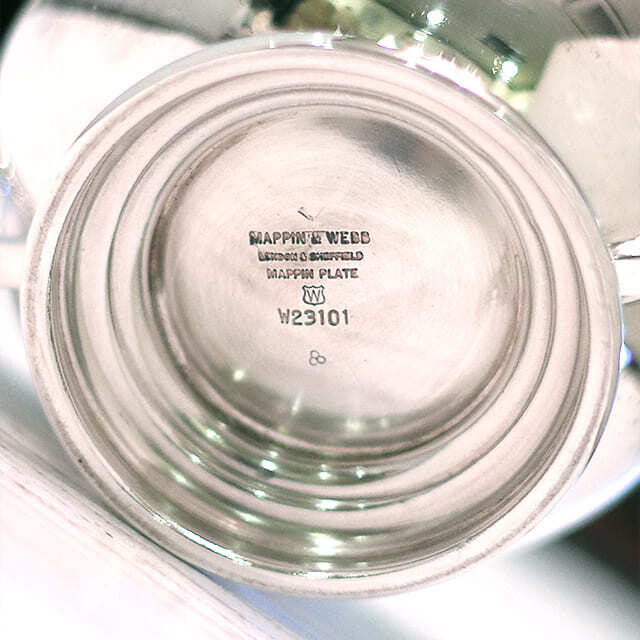 MAPPIN & WEBB
LONDON & SHEFFIELD
MAPPIN PLATE
W
W23101